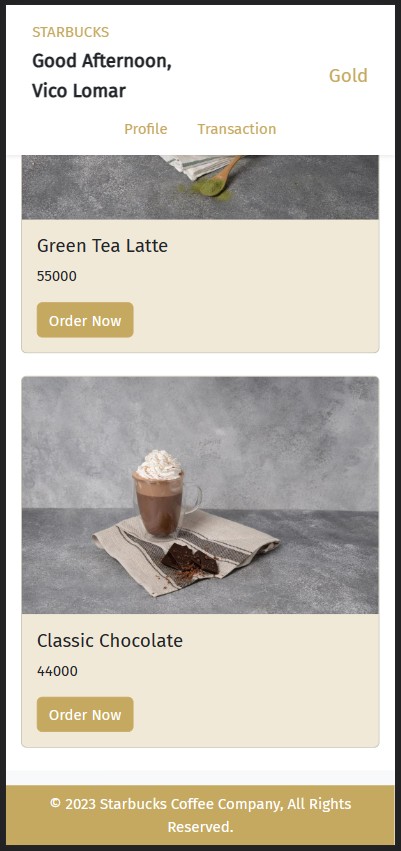 STARBUCKS
Good Afternoon,
Vico Lomar
Gold
Profile Transaction
Green Tea Latte
55000
Order Now
Classic Chocolate
44000
Order Now
© 2023 Starbucks Coffee Company, All Rights
Reserved.